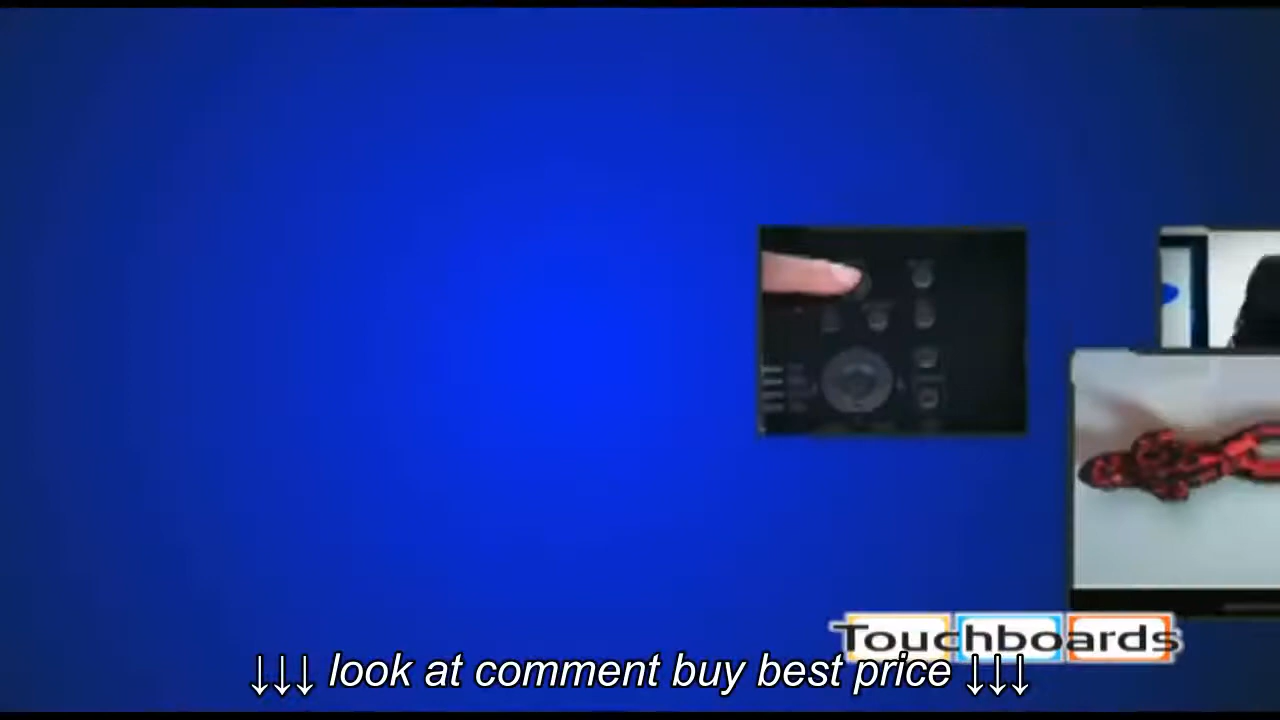 Touchboards
↓↓↓ look at comment buy best price ↓↓↓